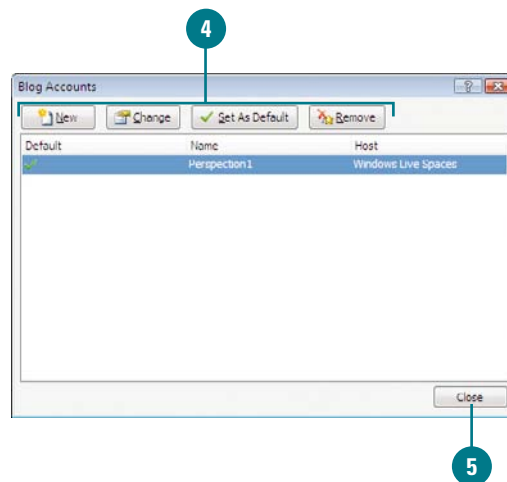 4
Blog Accounts
New Change Set As Default Remove
Default Name Host
Perspection1 Windows Live Spaces
Close
5